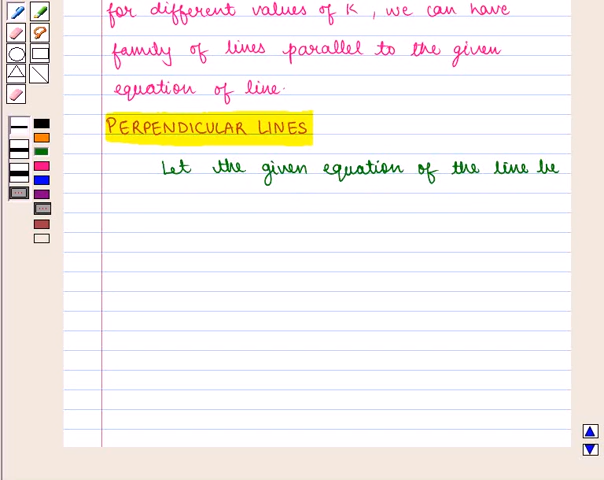 for different values of K, we can have
family of lines parallel to the given
equation of line.
PERPENDICULAR LINES
Let the given equation of the line be